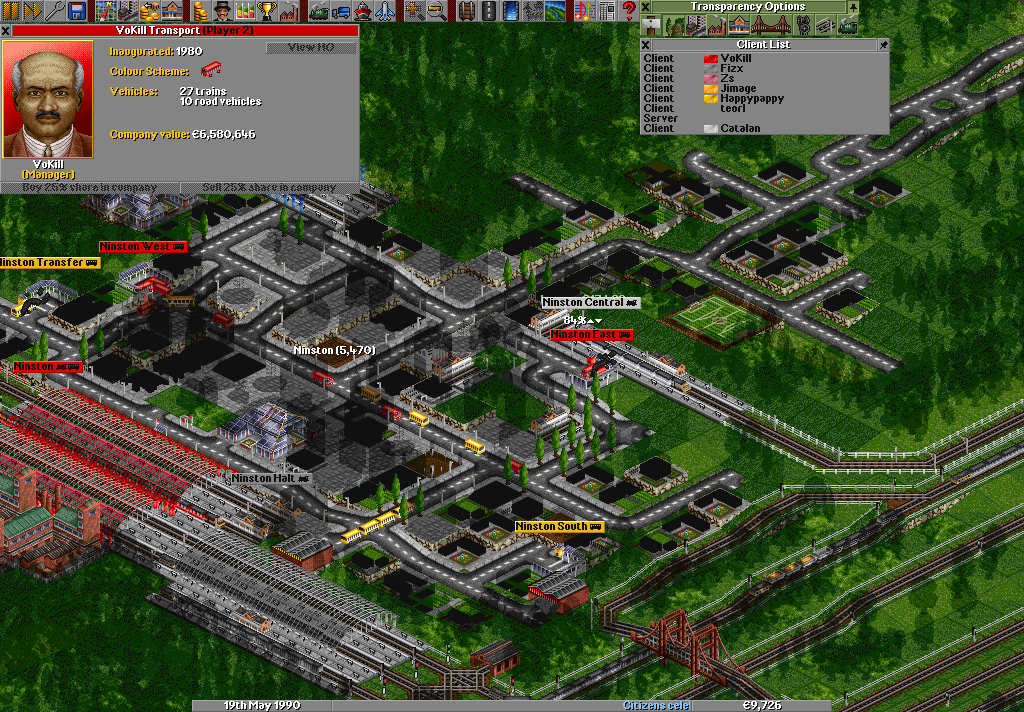 Transparency Options
VoKill Transport (Player 2)
Inaugurated: 1980
View HQ
Colour Scheme:
Vehicles: 27 trains
10 road vehicles
Company value: €6,580,646
VoKill
(Manager)
Buy 25% share in company
Sell 25% share in company
Client List
Client VoKill
Client Fizx
Client Zs
Client Jimage
Client Happypappy
Client teorl
Server
Client Catalan
Ninston West
Ninston Transfer
Ninston Central
84%
Ninston East
Ninston (5,470)
Ninston
Ninston Halt
Ninston South
19th May 1990
Citizens cele
€9,726